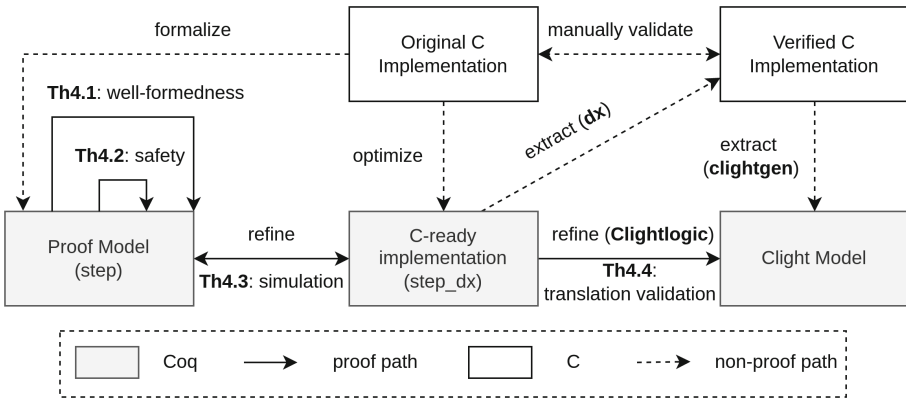 formalize
Original C
Implementation
manually validate
Verified C
Implementation
Th4.1: well-formedness
Th4.2: safety
optimize
extract (dx)
extract
(clightgen)
Proof Model
(step)
refine
Th4.3: simulation
C-ready
implementation
(step_dx)
refine (Clightlogic)
Th4.4:
translation validation
Clight Model
Coq
proof path
C
non-proof path